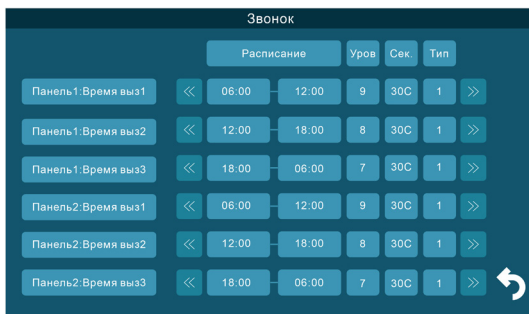 Звонок
Расписание Уров Сек. Тип
Панель1:Время выз1 << 06:00 – 12:00 9 30С 1 >>
Панель1:Время выз2 << 12:00 – 18:00 8 30С 1 >>
Панель1:Время выз3 << 18:00 – 06:00 7 30С 1 >>
Панель2:Время выз1 << 06:00 – 12:00 9 30С 1 >>
Панель2:Время выз2 << 12:00 – 18:00 8 30С 1 >>
Панель2:Время выз3 << 18:00 – 06:00 7 30С 1 >>